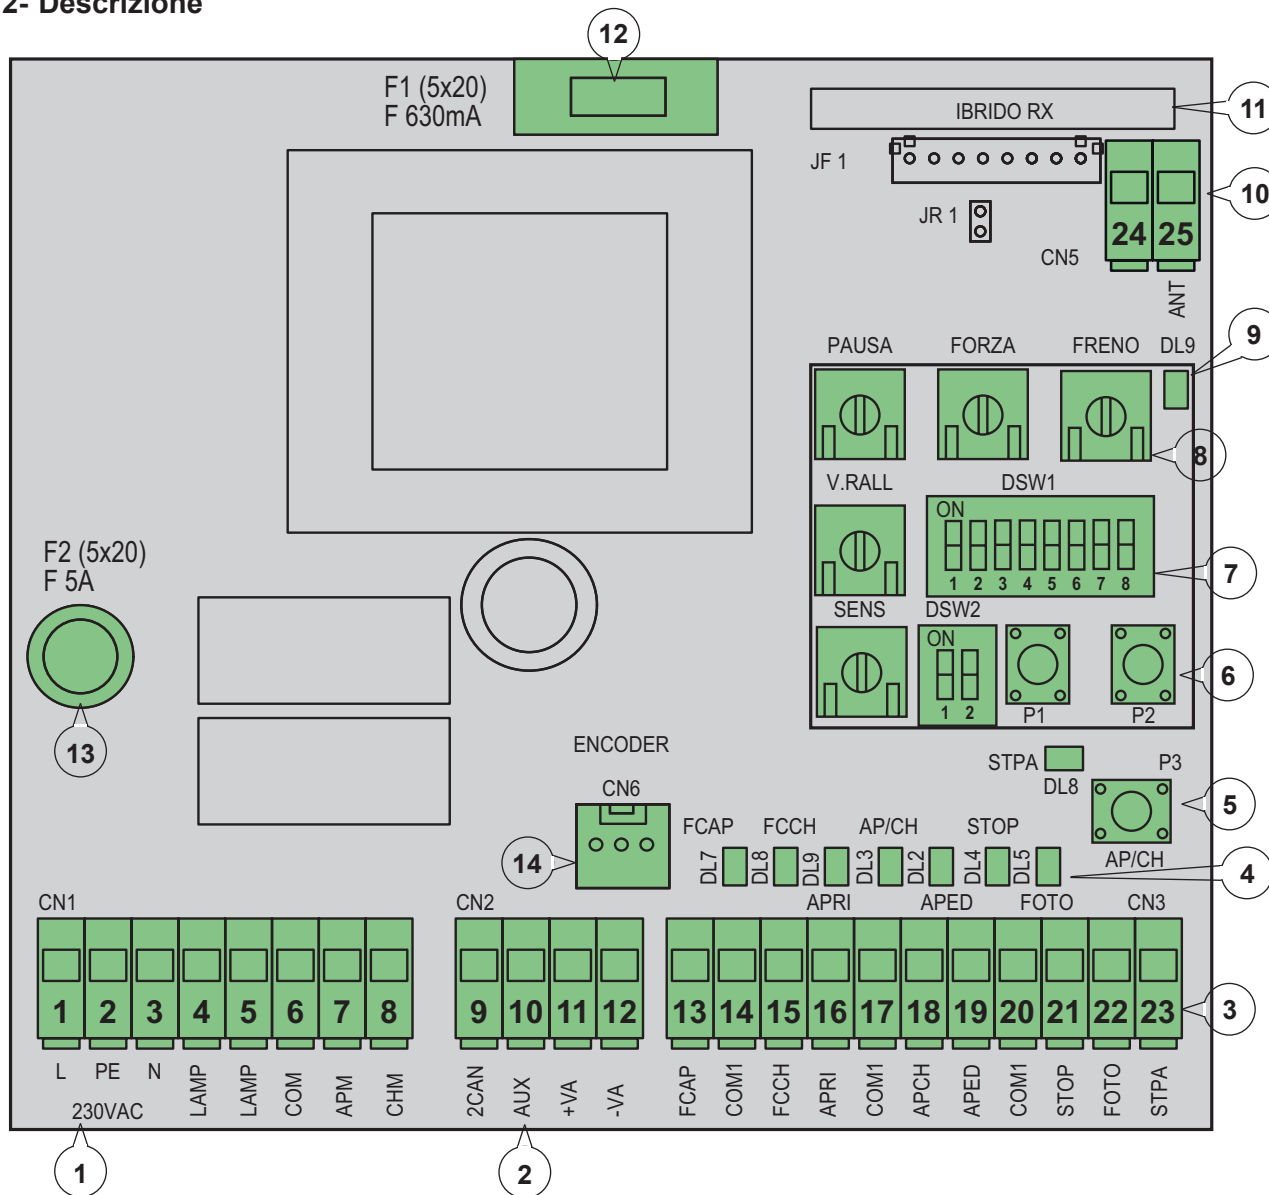 2- Descrizione
12
F1 (5x20)
F 630mA
IBRIDO RX
11
JF 1
10
JR 1
24 25
CN5
ANT
9
PAUSA FORZA FRENO DL9
8
V.RALL DSW1
ON
1 2 3 4 5 6 7 8
7
F2 (5x20)
F 5A
SENS DSW2
ON
1 2
P1 P2
6
13
ENCODER
STPA
DL8
P3
CN6
5
FCAP FCCH AP/CH STOP
AP/CH
14
DL7 DL8 DL9 DL3 DL2 DL4 DL5
4
CN1 CN2 APRI APED FOTO CN3
1 2 3 4 5 6 7 8 9 10 11 12 13 14 15 16 17 18 19 20 21 22 23
3
L PE N LAMP LAMP COM APM CHM 2CAN AUX +VA -VA FCAP COM1 FCCH APRI COM1 APCH APED COM1 STOP FOTO STPA
230VAC
1 2